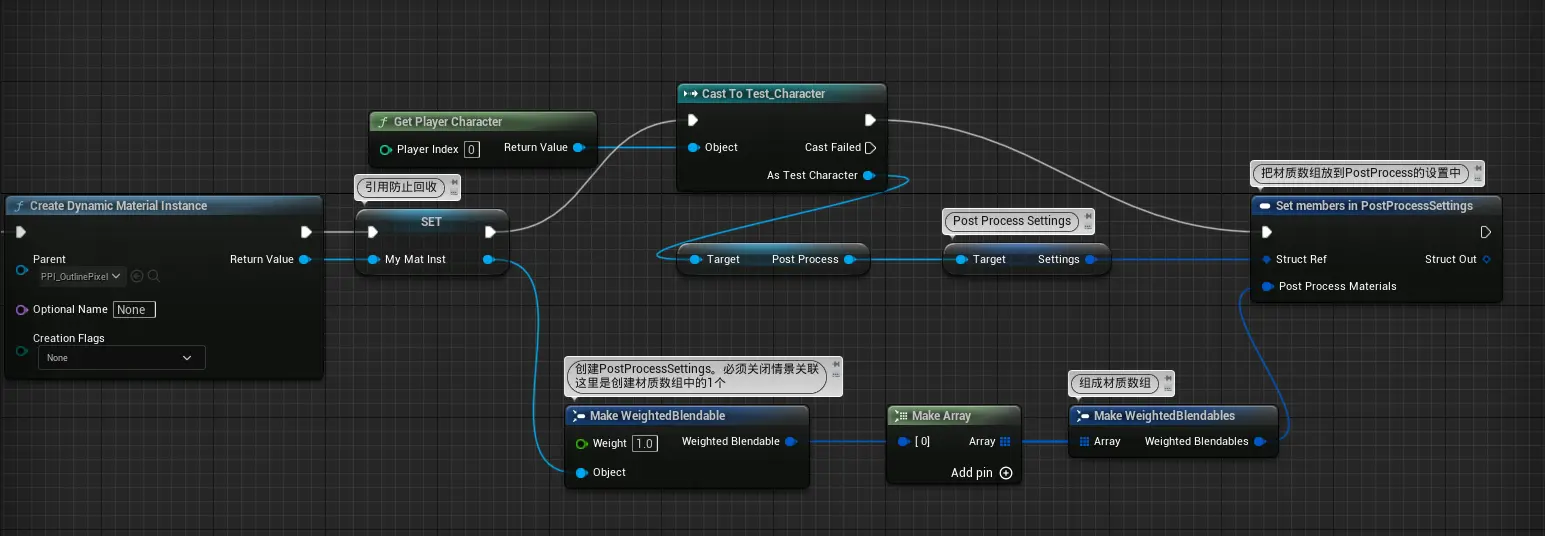 Create Dynamic Material Instance
Parent
Return Value
PPI_OutlinePixel
Optional Name
None
Creation Flags
None
引用防止回收
SET
My Mat Inst
Get Player Character
Player Index
0
Return Value
Cast To Test_Character
Object
Cast Failed
As Test Character
Target
Post Process
Post Process Settings
Target
Settings
把材质数组放到PostProcess的设置中
Set members in PostProcessSettings
Struct Ref
Struct Out
Post Process Materials
创建PostProcessSettings。必须关闭情景关联
这里是创建材质数组中的1个
Make WeightedBlendable
Weight
1.0
Weighted Blendable
Object
Make Array
[ 0]
Array
Add pin
组成材质数组
Make WeightedBlendables
Array
Weighted Blendables